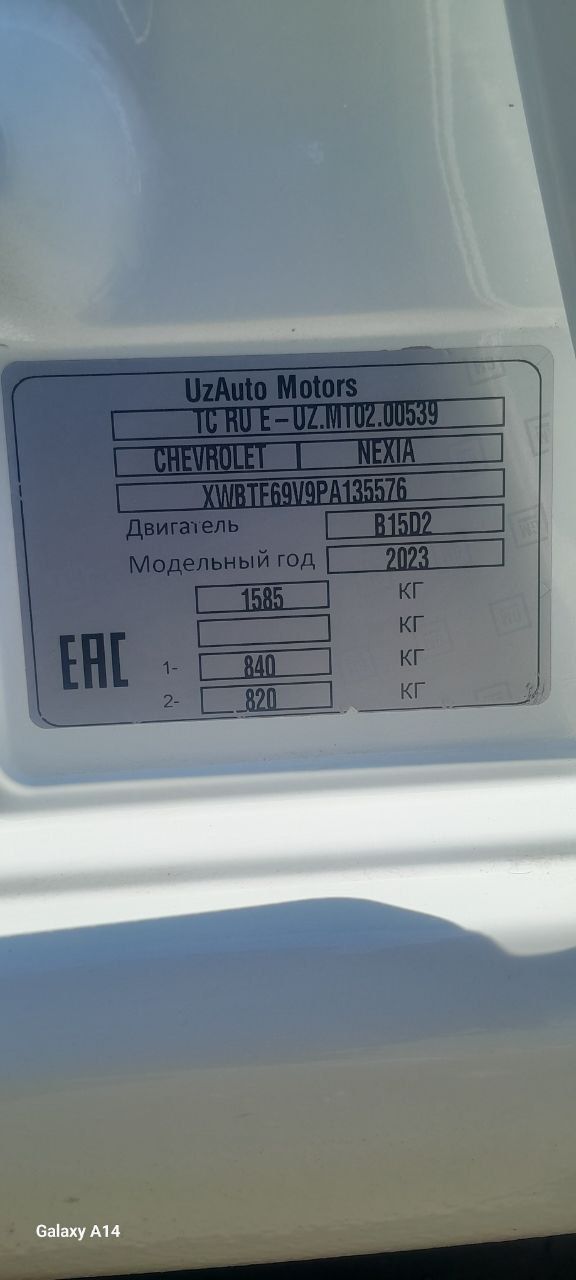 UzAuto Motors
TC RU E-UZ.MT02.00539
CHEVROLET NEXIA
XWBTF69V9PA135576
Двигатель B15D2
Модельный год 2023
1585 КГ
КГ
EAC 1- 840 КГ
2- 820 КГ
Galaxy A14